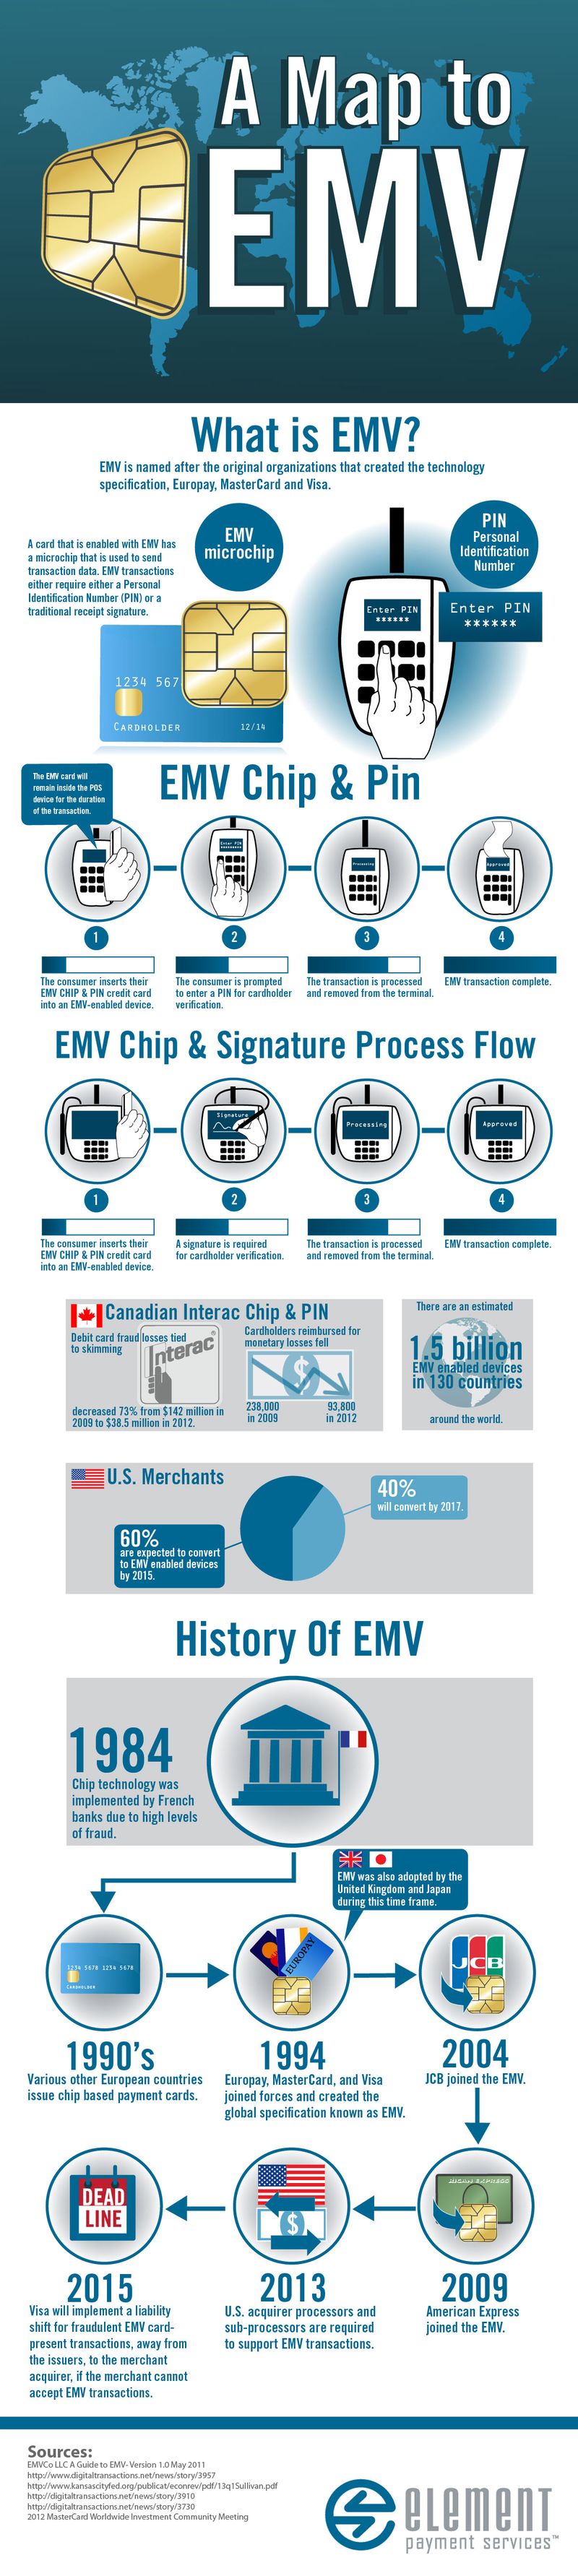 A Map to
EMV
What is EMV?
EMV is named after the original organizations that created the technology
specification, Europay, MasterCard and Visa.
A card that is enabled with EMV has
a microchip that is used to send
transaction data. EMV transactions
either require either a Personal
Identification Number (PIN) or a
traditional receipt signature.
EMV
microchip
PIN
Personal
Identification
Number
Enter PIN
******
Enter PIN
******
1234 567
CARDHOLDER
12/14
EMV Chip & Pin
The EMV card will
remain inside the POS
device for the duration
of the transaction.
Enter PIN
Processing
Approved
1
2
3
4
The consumer inserts their
EMV CHIP & PIN credit card
into an EMV-enabled device.
The consumer is prompted
to enter a PIN for cardholder
verification.
The transaction is processed
and removed from the terminal.
EMV transaction complete.
EMV Chip & Signature Process Flow
Signature
Processing
Approved
1
2
3
4
The consumer inserts their
EMV CHIP & PIN credit card
into an EMV-enabled device.
A signature is required
for cardholder verification.
The transaction is processed
and removed from the terminal.
EMV transaction complete.
Canadian Interac Chip & PIN
Debit card fraud losses tied
to skimming
Interac
decreased 73% from $142 million in
2009 to $38.5 million in 2012.
Cardholders reimbursed for
monetary losses fell
$
238,000
in 2009
93,800
in 2012
There are an estimated
1.5 billion
EMV enabled devices
in 130 countries
around the world.
U.S. Merchants
60%
are expected to convert
to EMV enabled devices
by 2015.
40%
will convert by 2017.
History Of EMV
1984
Chip technology was
implemented by French
banks due to high levels
of fraud.
EMV was also adopted by the
United Kingdom and Japan
during this time frame.
1234 5678 1234 5678
CARDHOLDER
EUROPAY
JCB
1990's
Various other European countries
issue chip based payment cards.
1994
Europay, MasterCard, and Visa
joined forces and created the
global specification known as EMV.
2004
JCB joined the EMV.
DEAD
LINE
$
2015
Visa will implement a liability
shift for fraudulent EMV card-
present transactions, away from
the issuers, to the merchant
acquirer, if the merchant cannot
accept EMV transactions.
2013
U.S. acquirer processors and
sub-processors are required
to support EMV transactions.
2009
American Express
joined the EMV.
Sources:
EMVCo LLC A Guide to EMV- Version 1.0 May 2011
http://www.digitaltransactions.net/news/story/3957
http://www.kansascityfed.org/publicat/econrev/pdf/13q1Sullivan.pdf
http://digitaltransactions.net/news/story/3910
http://digitaltransactions.net/news/story/3730
2012 MasterCard Worldwide Investment Community Meeting
element
payment services™